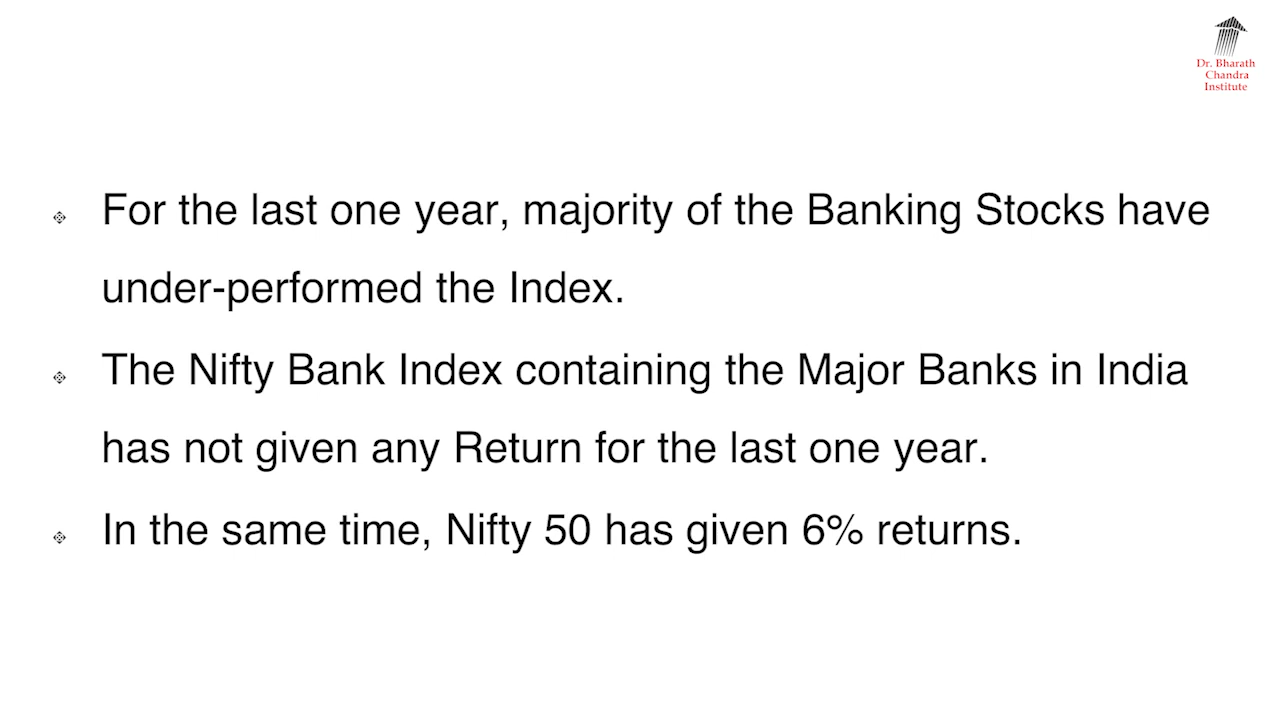 Dr. Bharath
Chandra
Institute
For the last one year, majority of the Banking Stocks have
under-performed the Index.
The Nifty Bank Index containing the Major Banks in India
has not given any Return for the last one year.
In the same time, Nifty 50 has given 6% returns.